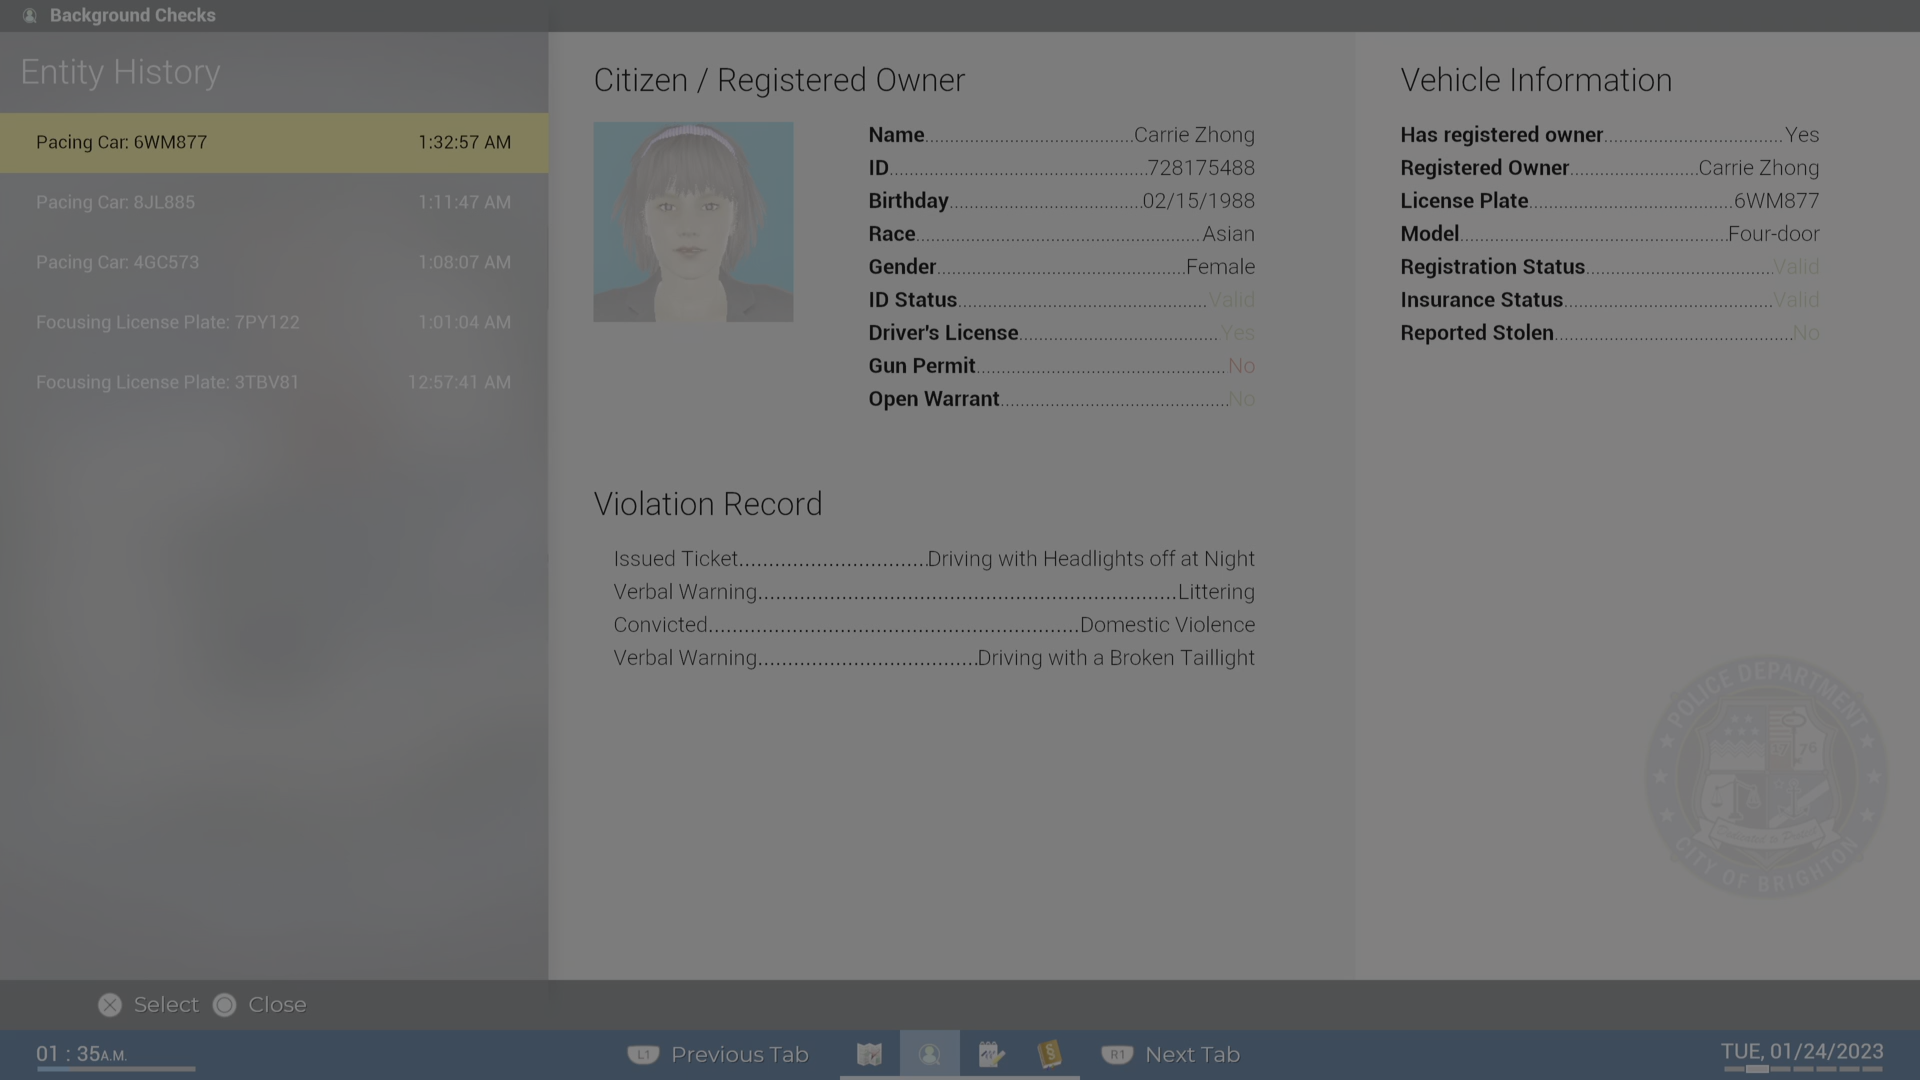 Background Checks
Entity History
Pacing Car: 6WM877 1:32:57 AM
Pacing Car: 8JL885 1:11:47 AM
Pacing Car: 4GC573 1:08:07 AM
Focusing License Plate: 7PY122 1:01:04 AM
Focusing License Plate: 3TBV81 12:57:41 AM
Citizen / Registered Owner
Name Carrie Zhong
ID 728175488
Birthday 02/15/1988
Race Asian
Gender Female
ID Status Valid
Driver's License Yes
Gun Permit No
Open Warrant No
Violation Record
Issued Ticket Driving with Headlights off at Night
Verbal Warning Littering
Convicted Domestic Violence
Verbal Warning Driving with a Broken Taillight
Vehicle Information
Has registered owner Yes
Registered Owner Carrie Zhong
License Plate 6WM877
Model Four-door
Registration Status Valid
Insurance Status Valid
Reported Stolen No
POLICE DEPARTMENT
19 76
CITY OF BRIGHTON
Select Close
01 : 35 A.M.
L1 Previous Tab
R1 Next Tab
TUE, 01/24/2023